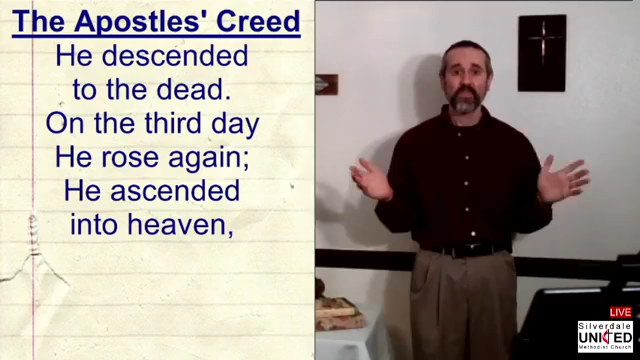 The Apostles' Creed
He descended
to the dead.
On the third day
He rose again;
He ascended
into heaven,
LIVE
Silverdale
UNITED
Methodist Church